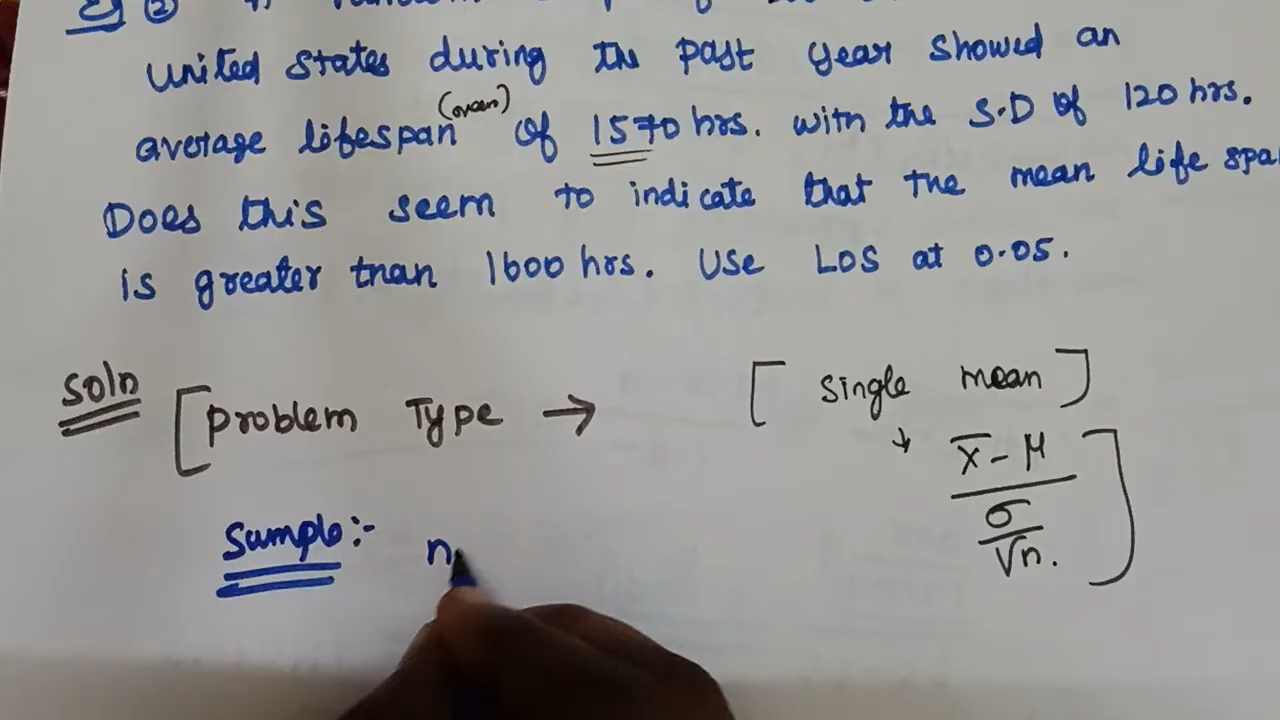 Eg ②
United States during the past year showed an
(mean)
average lifespan of 1570 hrs. with the S.D of 120 hrs.
Does this seem to indicate that the mean life spa
is greater than 1600 hrs. Use LOS at 0.05.
Soln
[Problem Type → [Single mean]
x̄ - μ
σ
√n.
Sample:- n